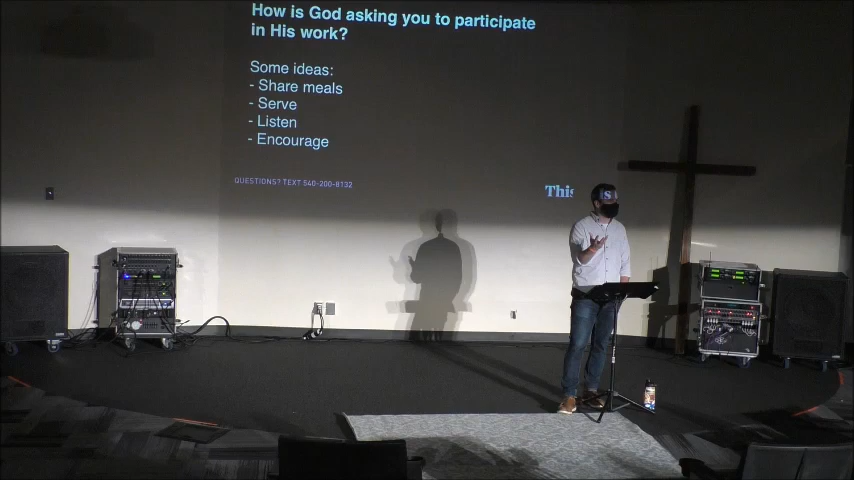 How is God asking you to participate
in His work?
Some ideas:
- Share meals
- Serve
- Listen
- Encourage
QUESTIONS? TEXT 540-200-8132
This